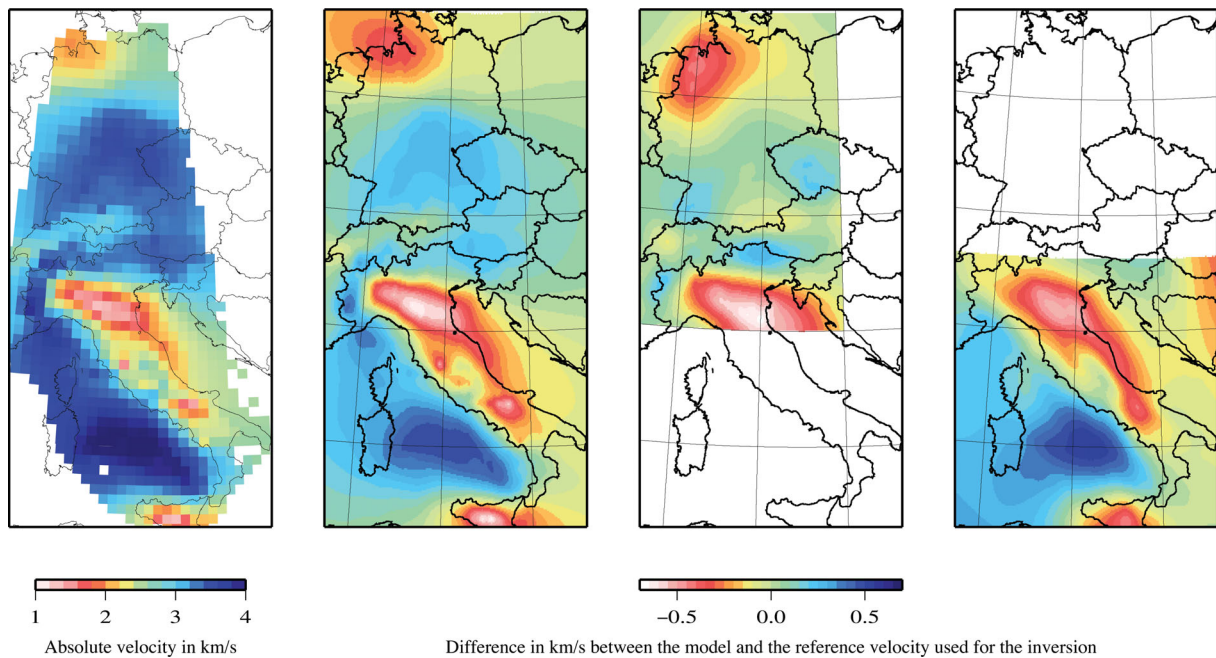 1 2 3 4
Absolute velocity in km/s
−0.5 0.0 0.5
Difference in km/s between the model and the reference velocity used for the inversion